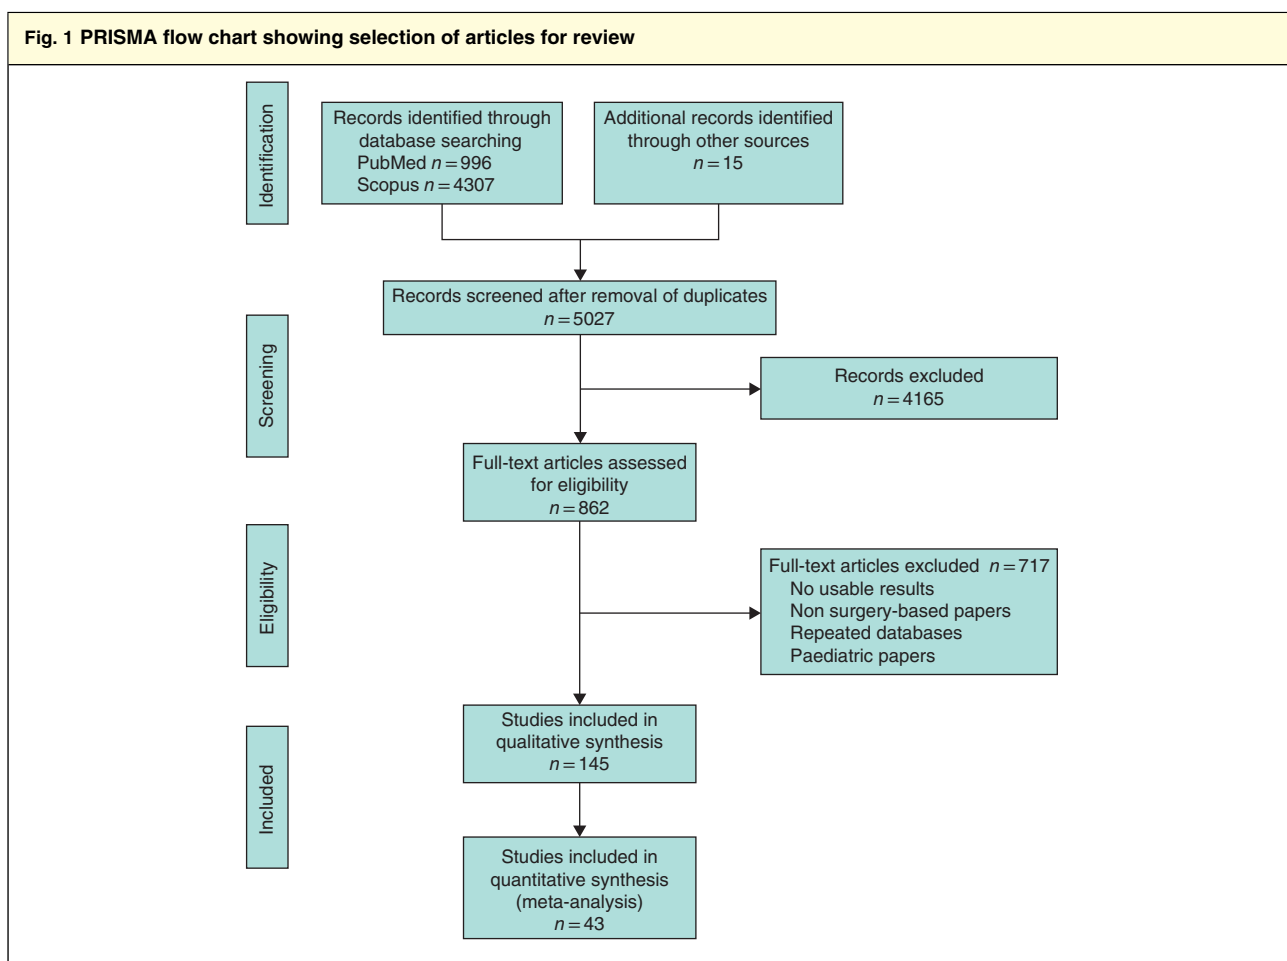 Fig. 1 PRISMA flow chart showing selection of articles for review
Identification
Records identified through
database searching
PubMed n = 996
Scopus n = 4307
Additional records identified
through other sources
n = 15
Records screened after removal of duplicates
n = 5027
Screening
Records excluded
n = 4165
Full-text articles assessed
for eligibility
n = 862
Eligibility
Full-text articles excluded n = 717
No usable results
Non surgery-based papers
Repeated databases
Paediatric papers
Studies included in
qualitative synthesis
n = 145
Included
Studies included in
quantitative synthesis
(meta-analysis)
n = 43